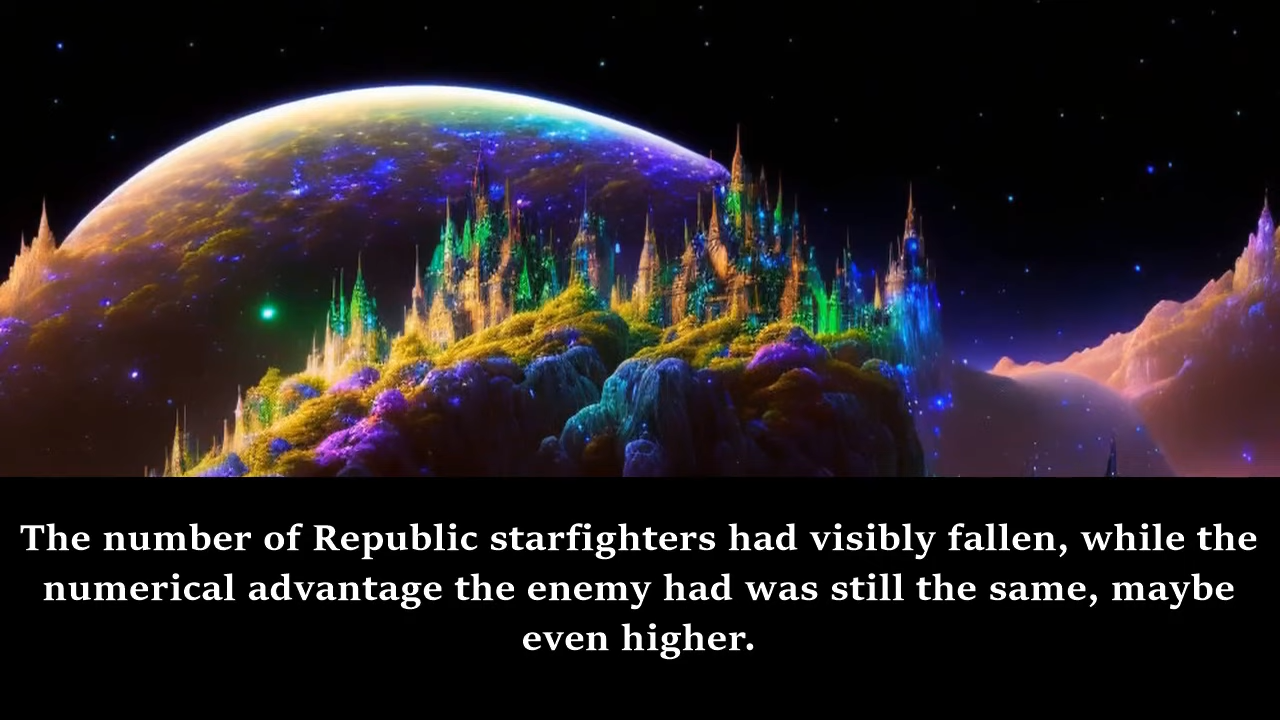 The number of Republic starfighters had visibly fallen, while the
numerical advantage the enemy had was still the same, maybe
even higher.